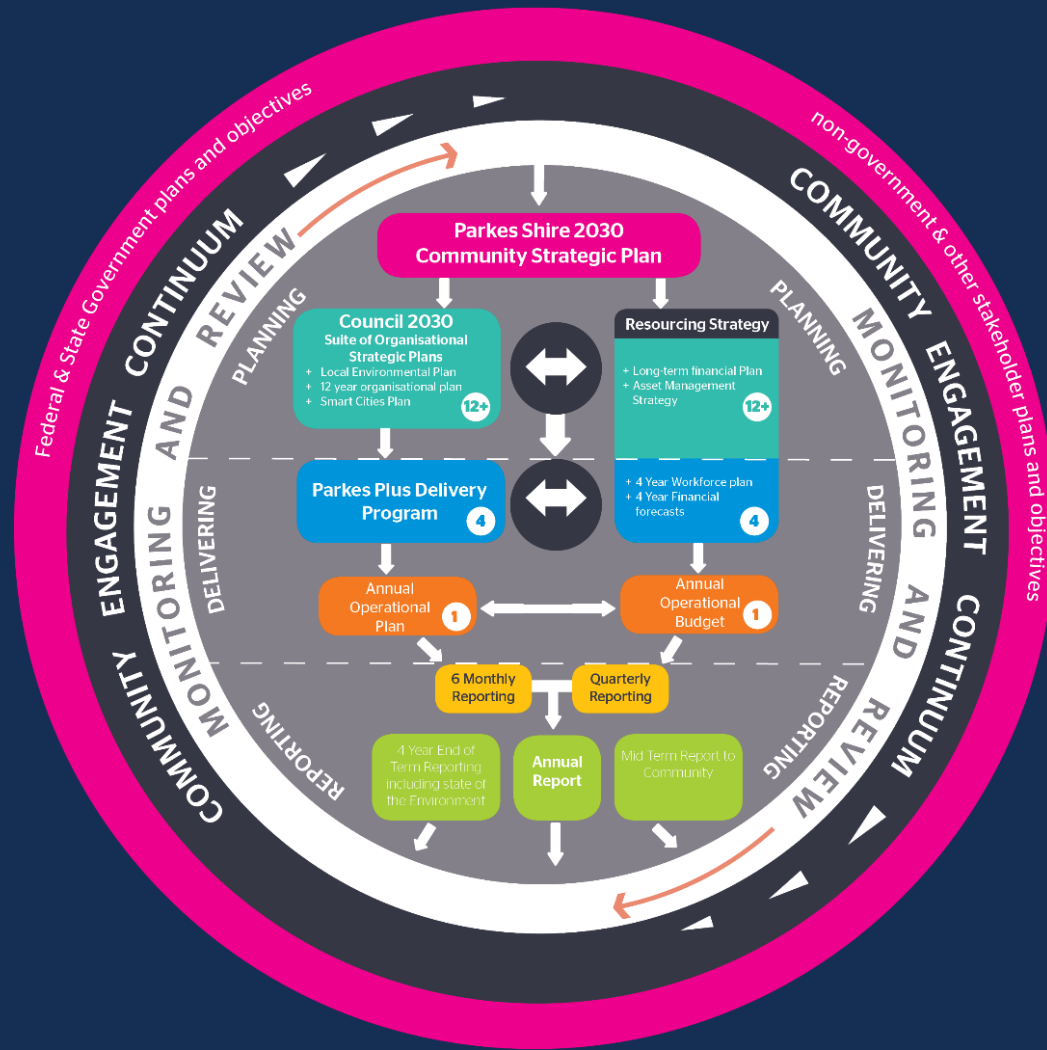 Federal & State Government plans and objectives
non-government & other stakeholder plans and objectives
COMMUNITY ENGAGEMENT CONTINUUM
COMMUNITY ENGAGEMENT CONTINUUM
MONITORING AND REVIEW
MONITORING AND REVIEW
PLANNING
PLANNING
Parkes Shire 2030
Community Strategic Plan
Council 2030
Suite of Organisational
Strategic Plans
+ Local Environmental Plan
+ 12 year organisational plan
+ Smart Cities Plan
12+
Resourcing Strategy
+ Long-term financial Plan
+ Asset Management
Strategy
12+
DELIVERING
DELIVERING
Parkes Plus Delivery
Program
4
+ 4 Year Workforce plan
+ 4 Year Financial
forecasts
4
Annual
Operational
Plan
1
Annual
Operational
Budget
1
REPORTING
REPORTING
6 Monthly
Reporting
Quarterly
Reporting
4 Year End of
Term Reporting
including state of
the Environment
Annual
Report
Mid Term Report to
Community